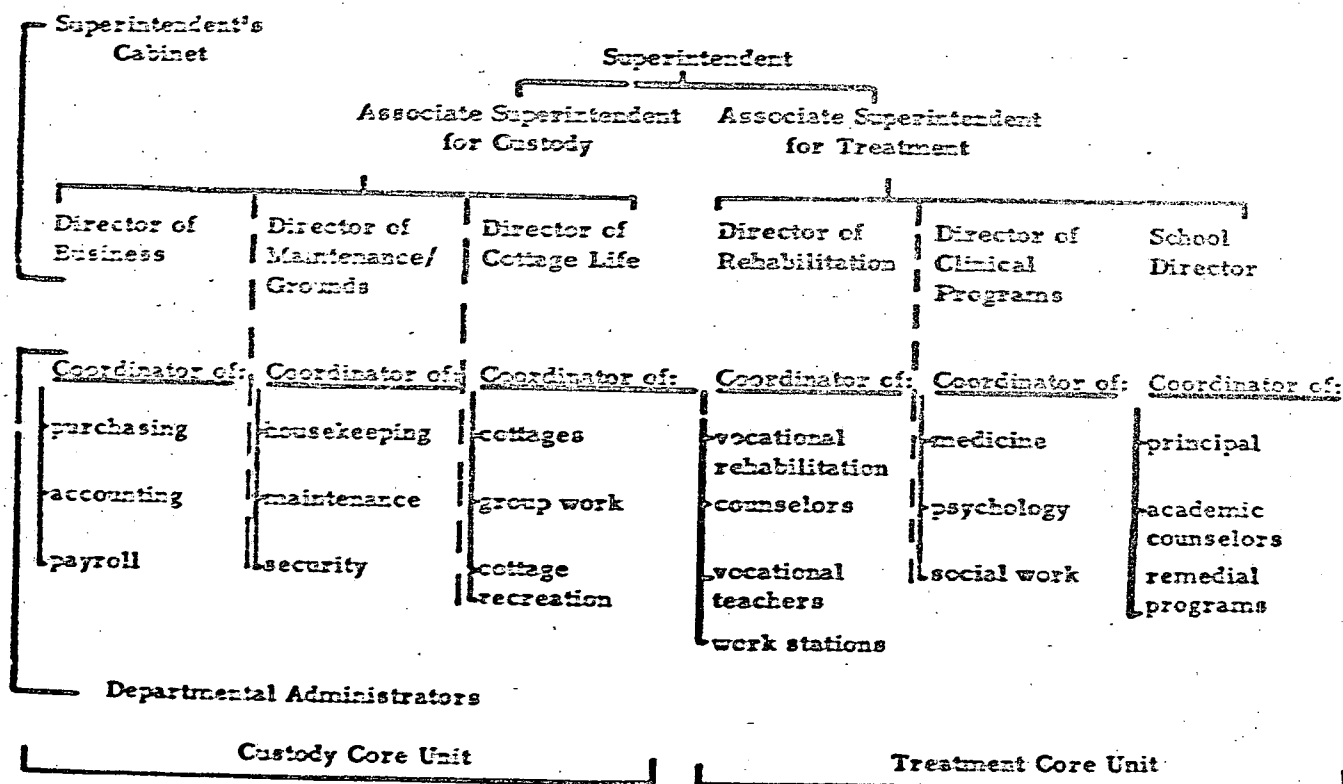 Superintendent's
Cabinet
Superintendent
Associate Superintendent
for Custody
Associate Superintendent
for Treatment
Director of
Business
Director of
Maintenance/
Grounds
Director of
Cottage Life
Director of
Rehabilitation
Director of
Clinical
Programs
School
Director
Coordinator of:
purchasing
accounting
payroll
Coordinator of:
housekeeping
maintenance
security
Coordinator of:
cottages
group work
cottage
recreation
Coordinator of:
vocational
rehabilitation
counselors
vocational
teachers
work stations
Coordinator of:
medicine
psychology
social work
Coordinator of:
principal
academic
counselors
remedial
programs
Departmental Administrators
Custody Core Unit
Treatment Core Unit